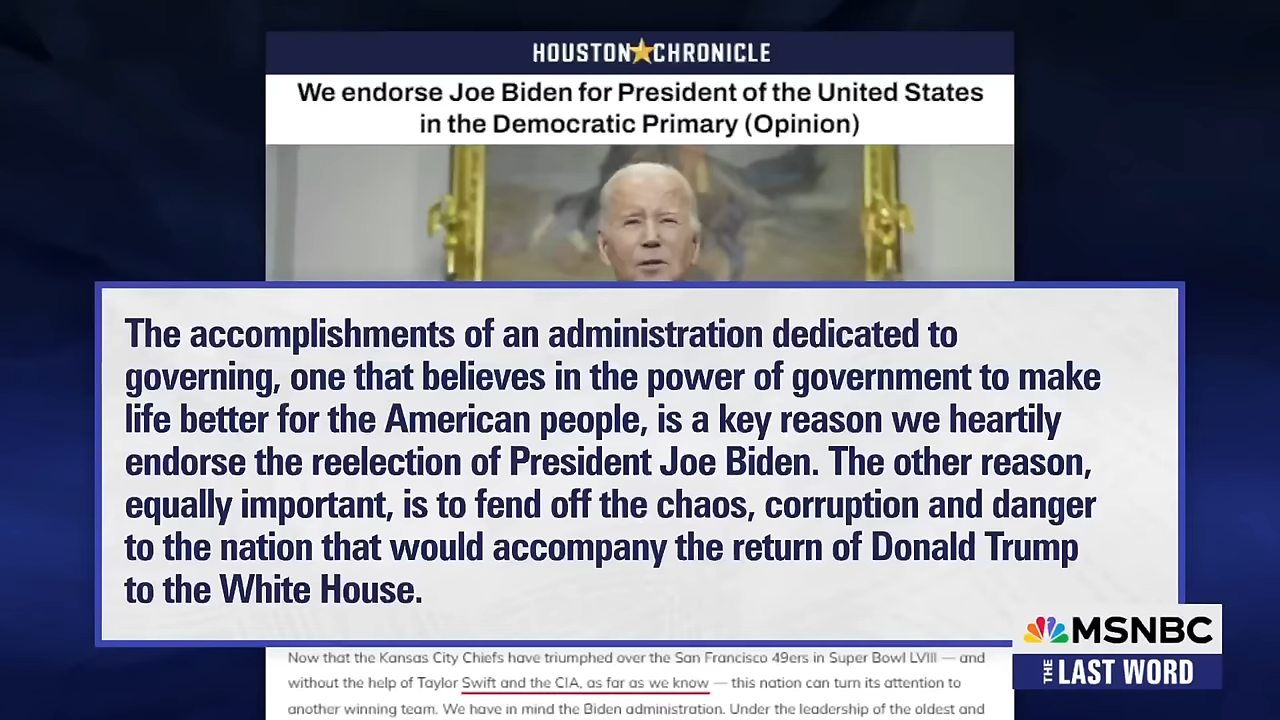 HOUSTON CHRONICLE
We endorse Joe Biden for President of the United States
in the Democratic Primary (Opinion)
The accomplishments of an administration dedicated to
governing, one that believes in the power of government to make
life better for the American people, is a key reason we heartily
endorse the reelection of President Joe Biden. The other reason,
equally important, is to fend off the chaos, corruption and danger
to the nation that would accompany the return of Donald Trump
to the White House.
Now that the Kansas City Chiefs have triumphed over the San Francisco 49ers in Super Bowl LVIII — and
without the help of Taylor Swift and the CIA, as far as we know — this nation can turn its attention to
another winning team. We have in mind the Biden administration. Under the leadership of the oldest and
MSNBC
THE LAST WORD